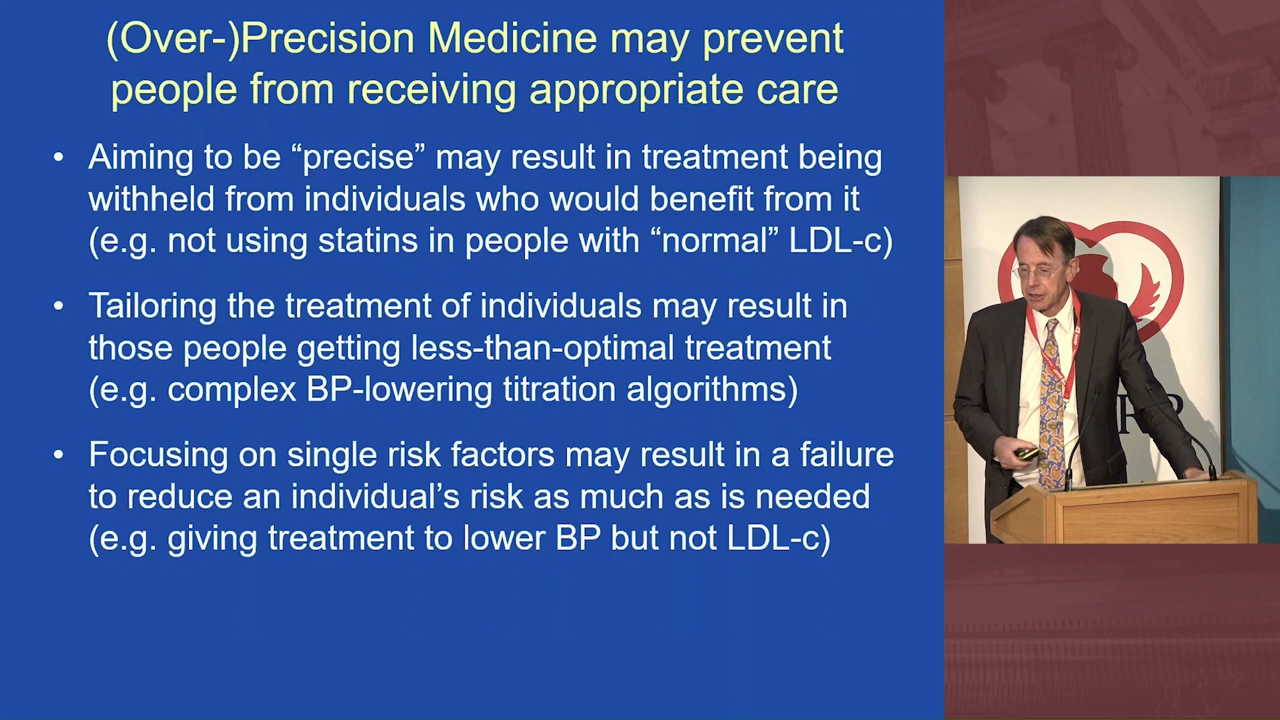 (Over-)Precision Medicine may prevent
people from receiving appropriate care
• Aiming to be “precise” may result in treatment being
withheld from individuals who would benefit from it
(e.g. not using statins in people with “normal” LDL-c)
• Tailoring the treatment of individuals may result in
those people getting less-than-optimal treatment
(e.g. complex BP-lowering titration algorithms)
• Focusing on single risk factors may result in a failure
to reduce an individual’s risk as much as is needed
(e.g. giving treatment to lower BP but not LDL-c)